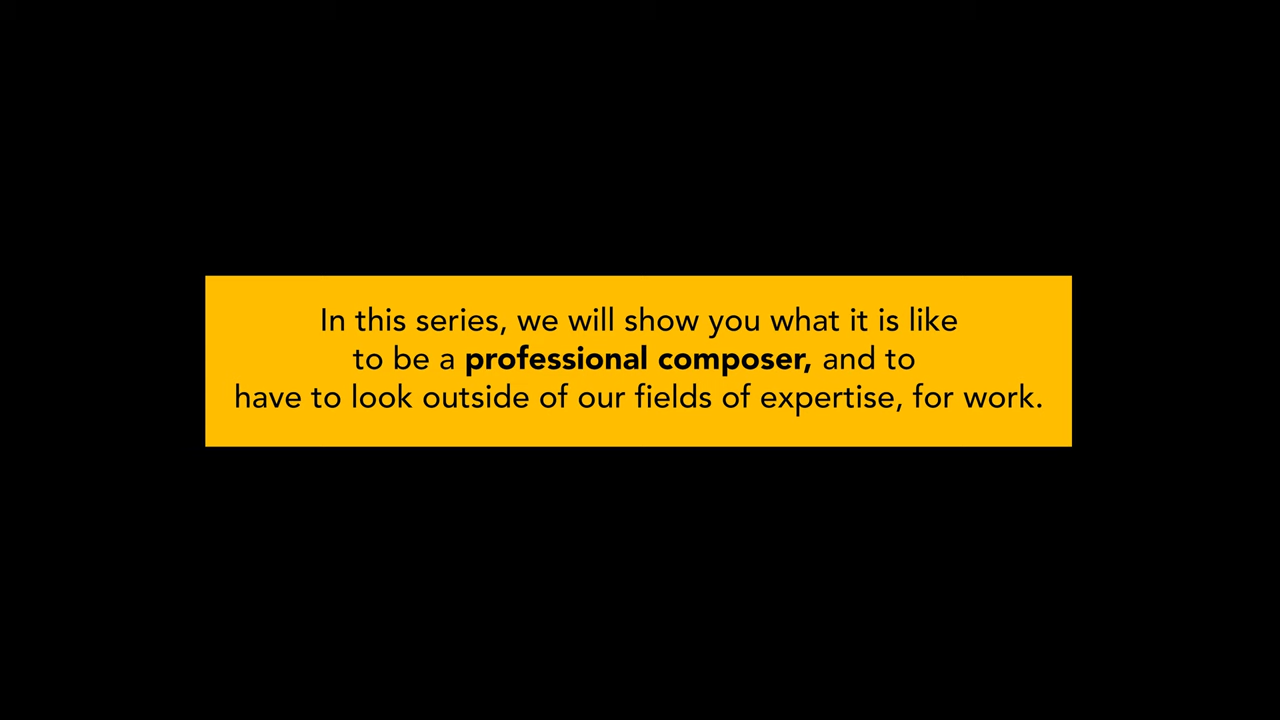 In this series, we will show you what it is like
to be a professional composer, and to
have to look outside of our fields of expertise, for work.